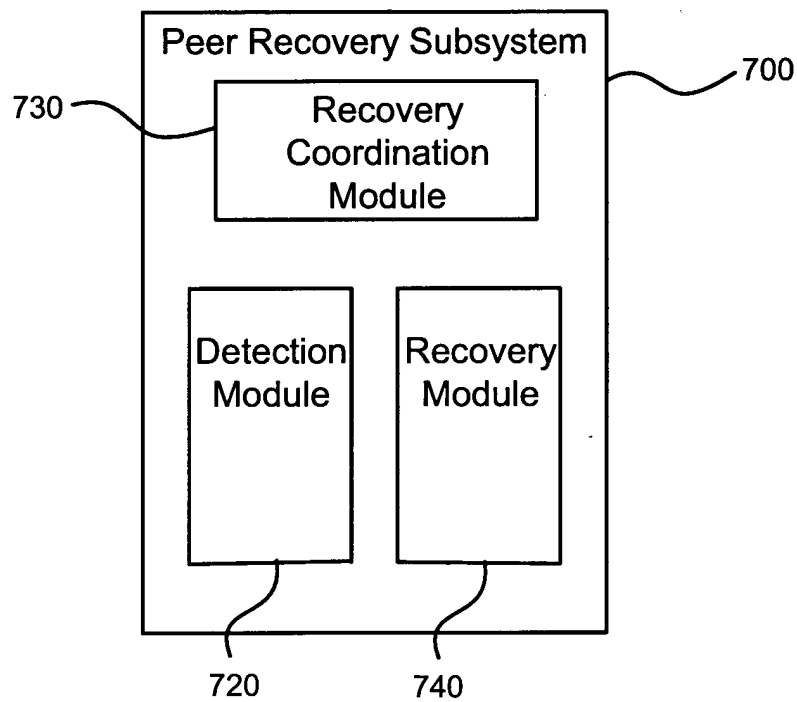 Peer Recovery Subsystem
700
730
Recovery
Coordination
Module
Detection
Module
Recovery
Module
720
740